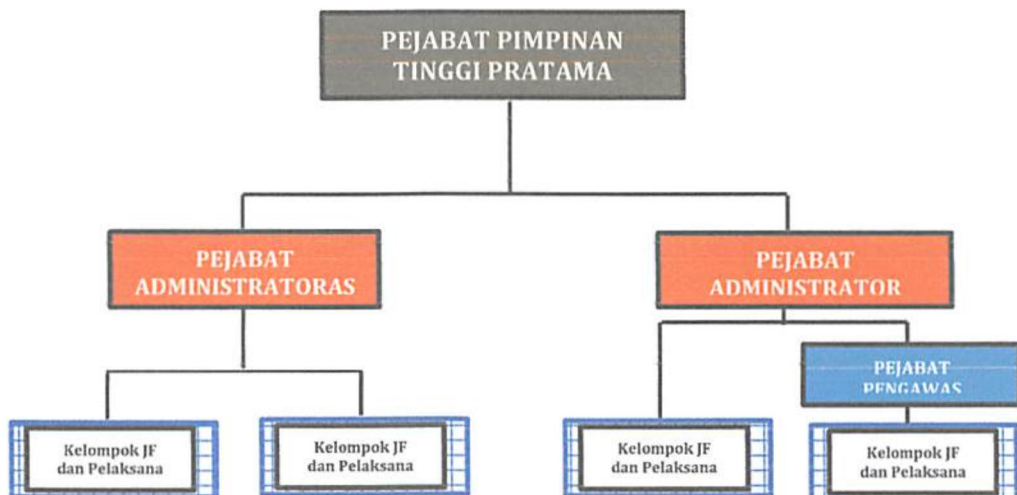 PEJABAT PIMPINAN
TINGGI PRATAMA
PEJABAT
ADMINISTRATORAS
PEJABAT
ADMINISTRATOR
PEJABAT
PENGAWAS
Kelompok JF
dan Pelaksana
Kelompok JF
dan Pelaksana
Kelompok JF
dan Pelaksana
Kelompok JF
dan Pelaksana